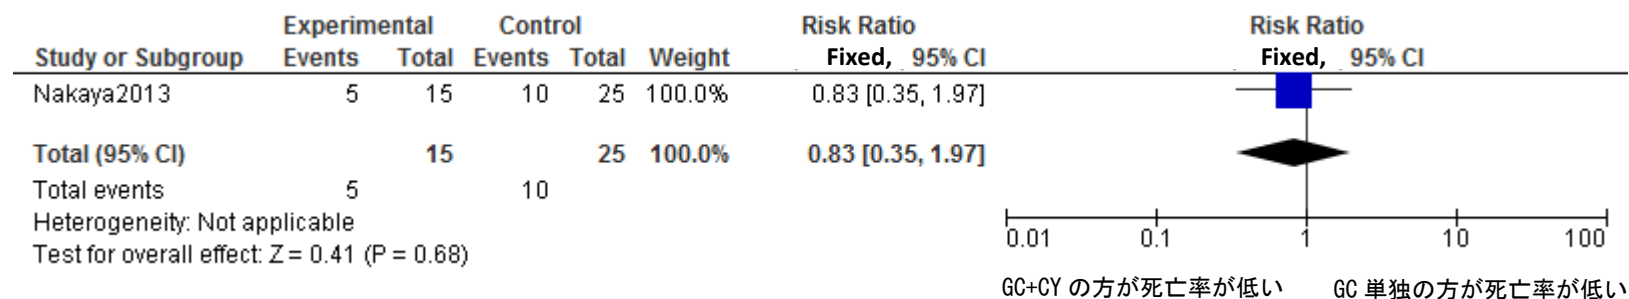 Experimental Control Risk Ratio Risk Ratio
Study or Subgroup Events Total Events Total Weight Fixed, 95% CI Fixed, 95% CI
Nakaya2013 5 15 10 25 100.0% 0.83 [0.35, 1.97]
Total (95% CI) 15 25 100.0% 0.83 [0.35, 1.97]
Total events 5 10
Heterogeneity: Not applicable
Test for overall effect: Z = 0.41 (P = 0.68)
0.01 0.1 1 10 100
GC+CY の方が死亡率が低い GC 単独の方が死亡率が低い